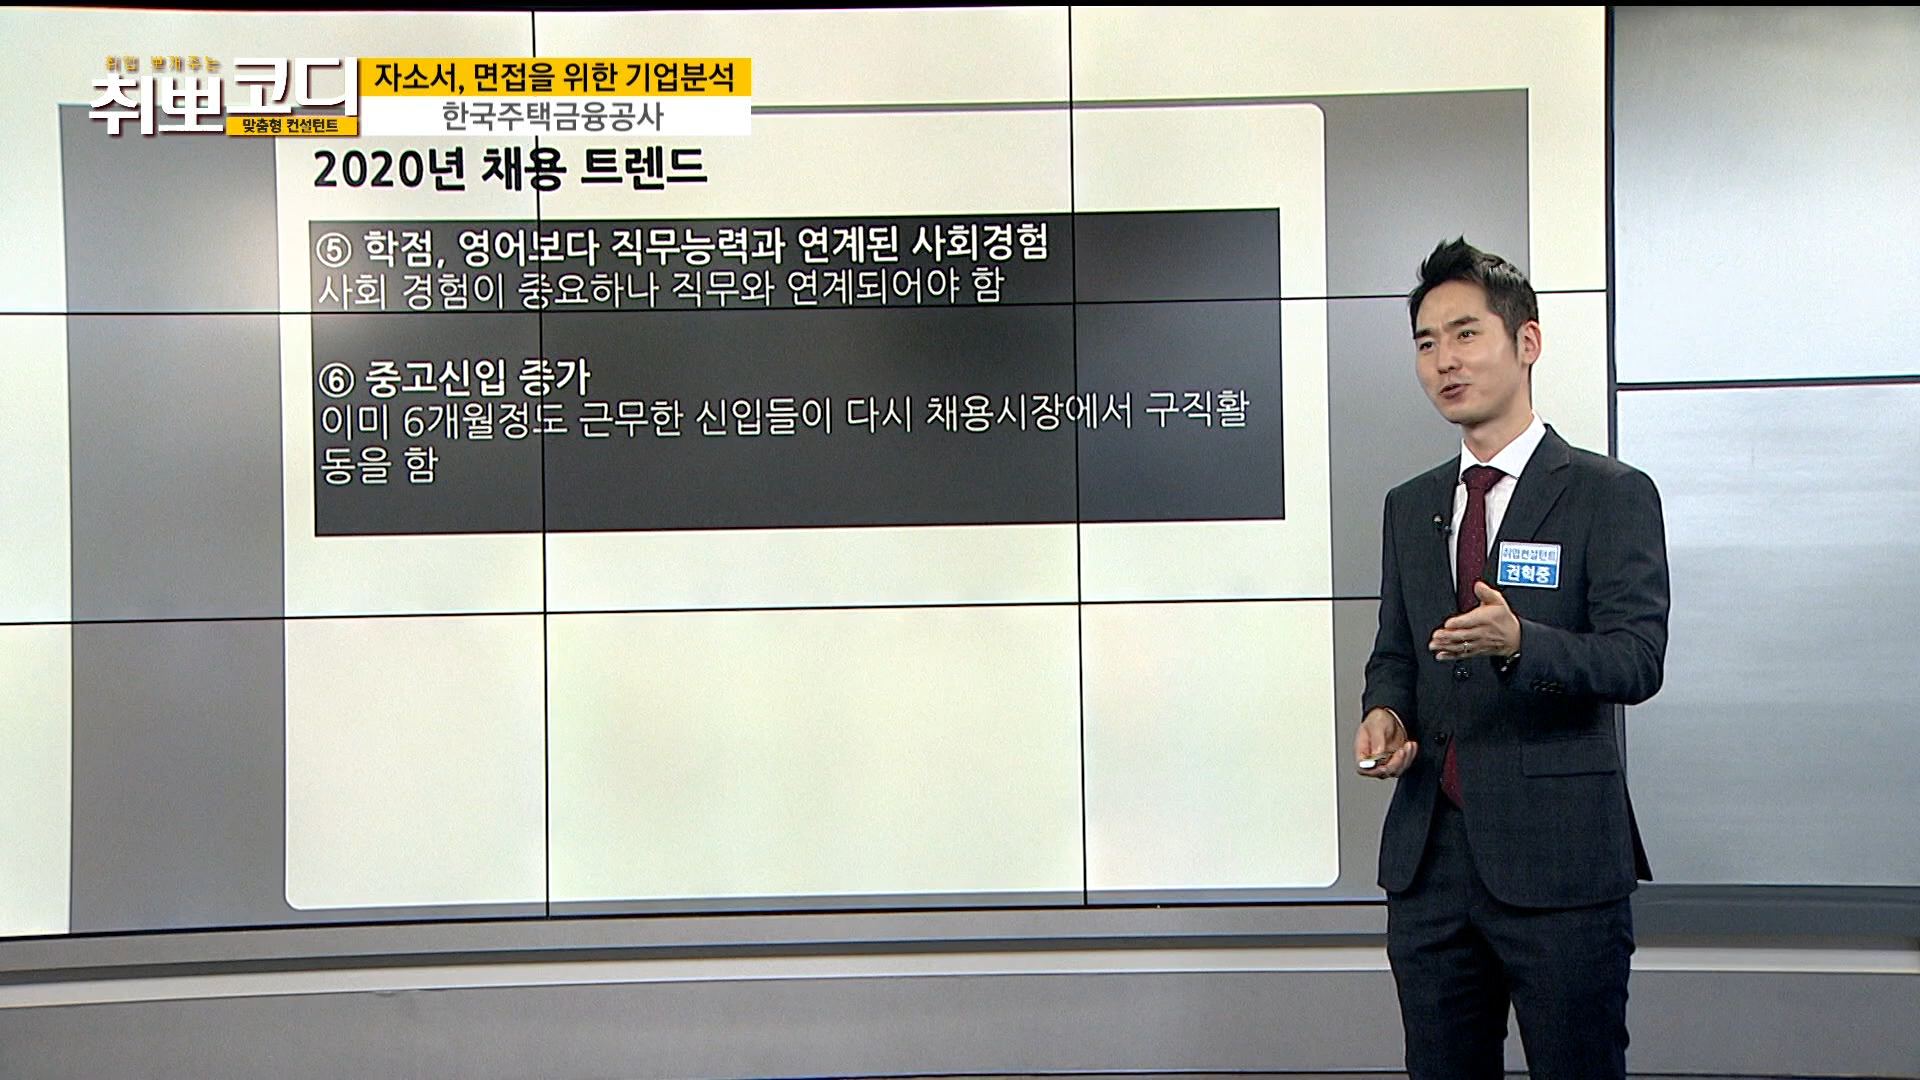 취업 뽀개주는
취뽀코디
맞춤형 컨설턴트
자소서, 면접을 위한 기업분석
한국주택금융공사
2020년 채용 트렌드
⑤ 학점, 영어보다 직무능력과 연계된 사회경험
사회 경험이 중요하나 직무와 연계되어야 함
⑥ 중고신입 증가
이미 6개월정도 근무한 신입들이 다시 채용시장에서 구직활
동을 함
취업컨설턴트
권혁중